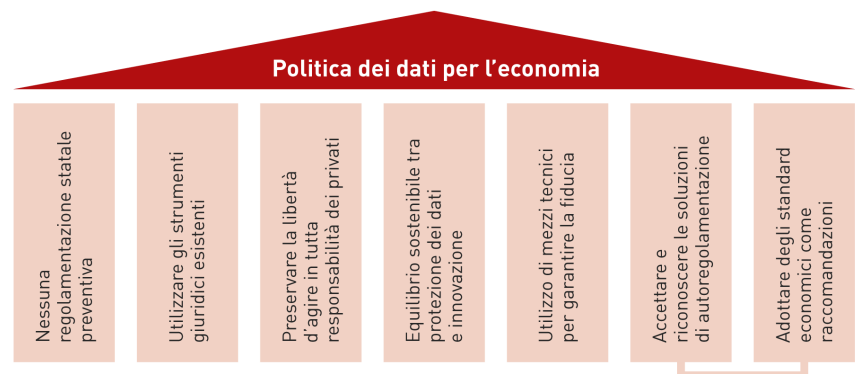 Politica dei dati per l’economia
Nessuna
regolamentazione statale
preventiva
Utilizzare gli strumenti
giuridici esistenti
Preservare la libertà
d’agire in tutta
responsabilità dei privati
Equilibrio sostenibile tra
protezione dei dati
e innovazione
Utilizzo di mezzi tecnici
per garantire la fiducia
Accettare e
riconoscere le soluzioni
di autoregolamentazione
Adottare degli standard
economici come
raccomandazioni